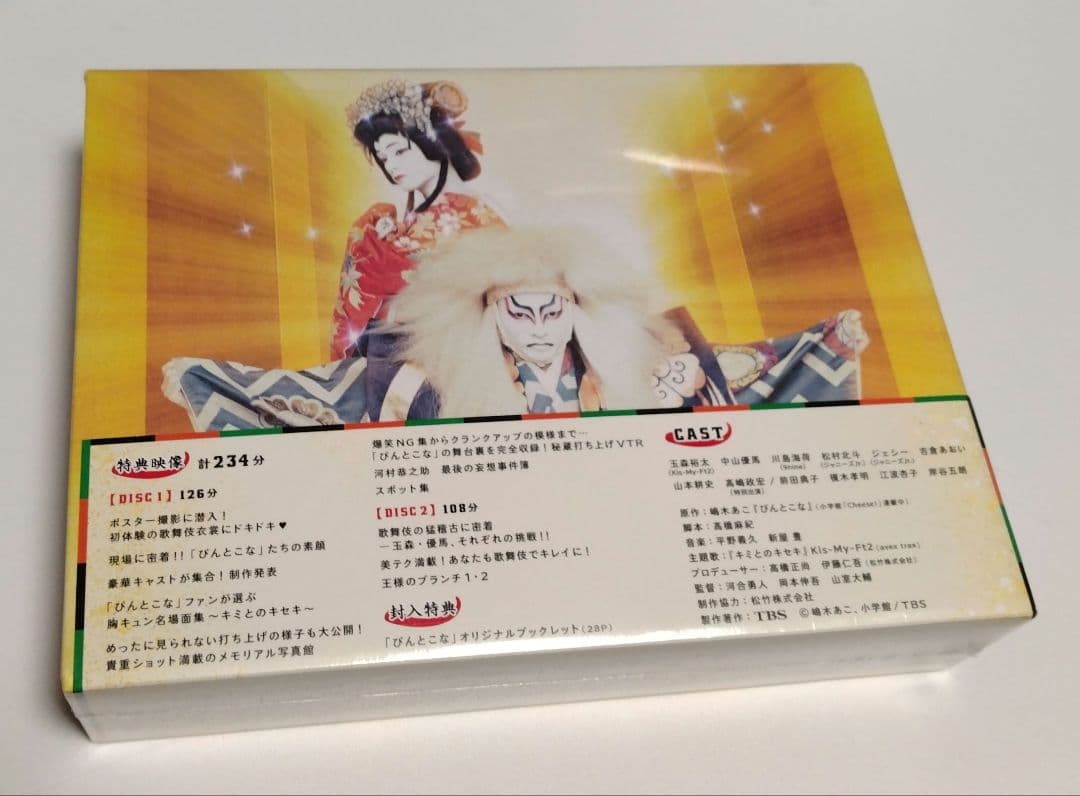 特典映像 計234分
【DISC 1】126分
ポスター撮影に潜入!
初体験の歌舞伎衣裳にドキドキ♥
現場に密着!!「ぴんとこな」たちの素顔
豪華キャストが集合! 制作発表
「ぴんとこな」ファンが選ぶ
胸キュン名場面集～キミとのキセキ～
めったに見られない打ち上げの様子も大公開!
貴重ショット満載のメモリアル写真館
爆笑NG集からクランクアップの模様まで…
「ぴんとこな」の舞台裏を完全収録! 秘蔵打ち上げVTR
河村恭之助 最後の妄想事件簿
スポット集
【DISC 2】108分
歌舞伎の猛稽古に密着
―玉森・優馬、それぞれの挑戦!!
美テク満載! あなたも歌舞伎でキレイに!
王様のブランチ1・2
封入特典
「ぴんとこな」オリジナルブックレット(28P)
CAST
玉森裕太 中山優馬 川島海荷 松村北斗 ジェシー 吉倉あおい
(Kis-My-Ft2) (9nine) (ジャニーズJr.) (ジャニーズJr.)
山本耕史 高嶋政宏 / 前田典子 榎木孝明 江波杏子 岸谷五朗
(特別出演)
原作:嶋木あこ『ぴんとこな』(小学館「Cheese!」連載中)
脚本:高橋麻紀
音楽:平野義久 新屋豊
主題歌:『キミとのキセキ』Kis-My-Ft2 (avex trax)
プロデューサー:高橋正尚 伊藤仁吾(松竹株式会社)
監督:河合勇人 岡本伸吾 山室大輔
制作協力:松竹株式会社
製作著作:TBS ©嶋木あこ、小学館/TBS